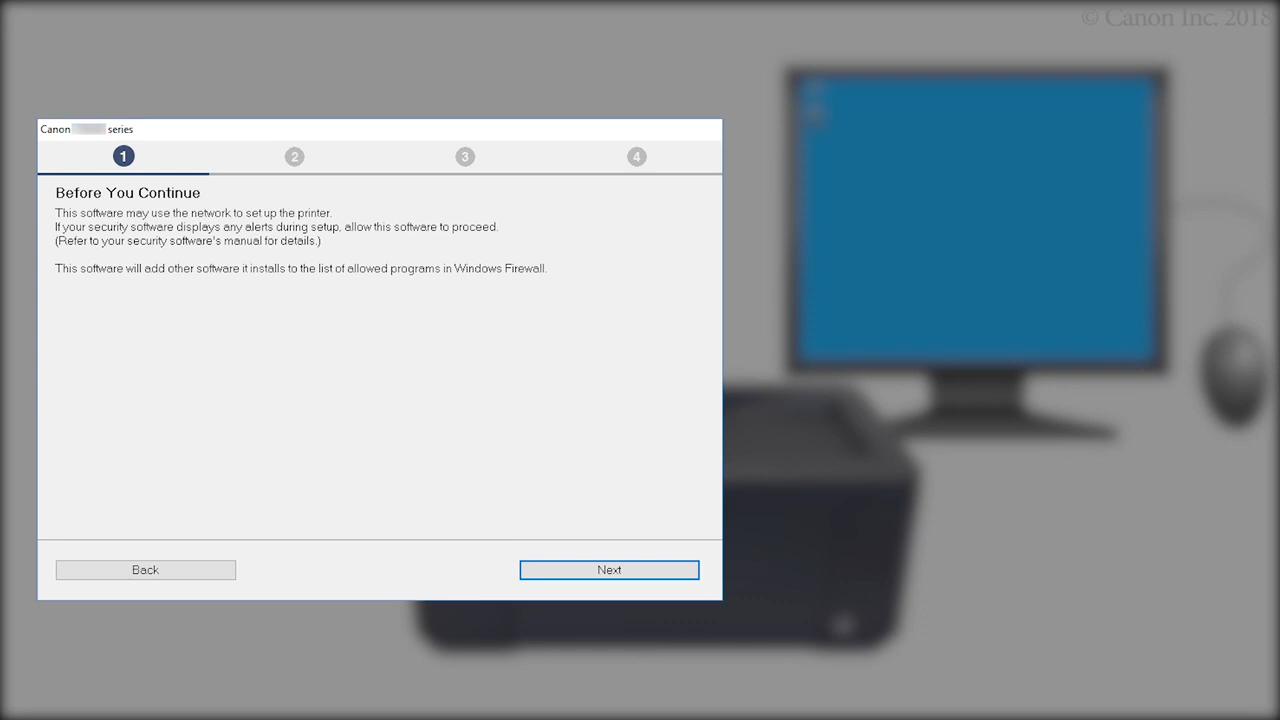 © Canon Inc. 2018
Canon series
1 2 3 4
Before You Continue
This software may use the network to set up the printer.
If your security software displays any alerts during setup, allow this software to proceed.
(Refer to your security software's manual for details.)
This software will add other software it installs to the list of allowed programs in Windows Firewall.
Back Next